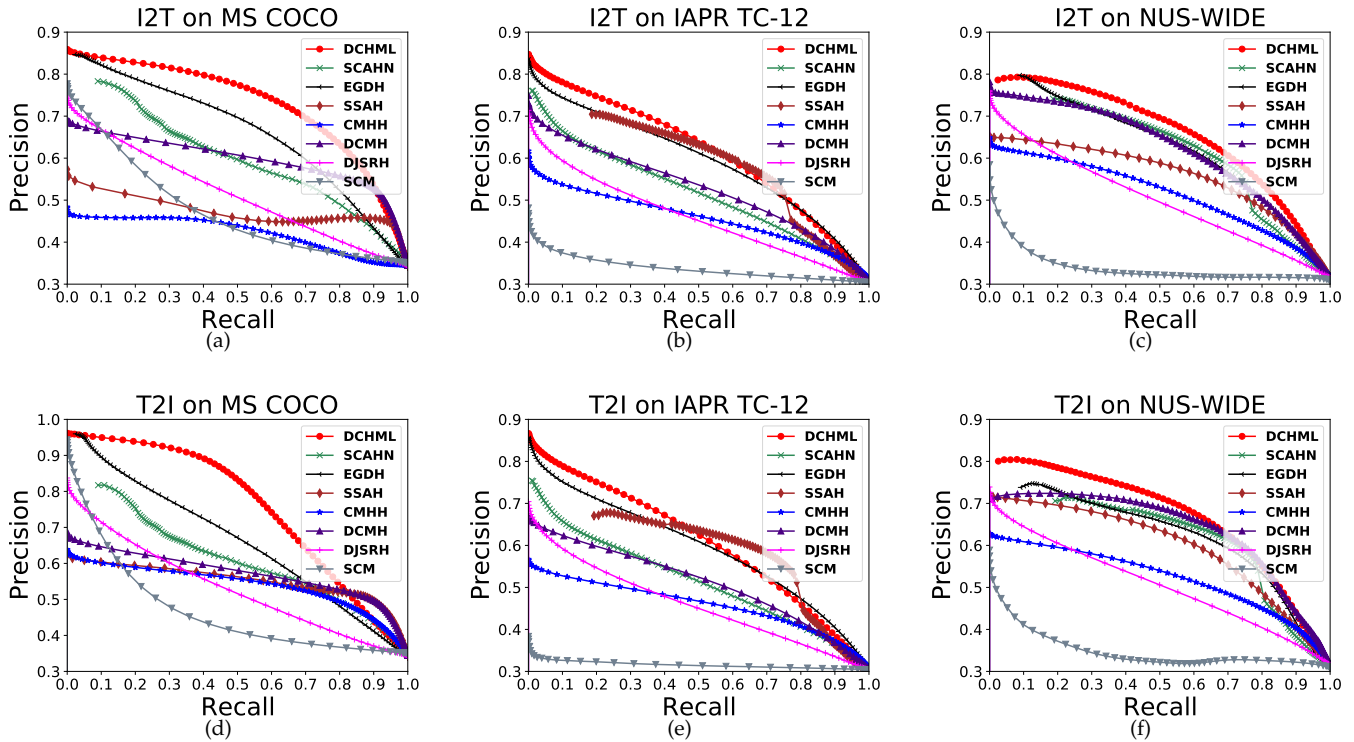 I2T on MS COCO
Precision
0.9
0.8
0.7
0.6
0.5
0.4
0.3
DCHML
SCAHN
EGDH
SSAH
CMHH
DCMH
DJSRH
SCM
0.0 0.1 0.2 0.3 0.4 0.5 0.6 0.7 0.8 0.9 1.0
Recall
(a)
I2T on IAPR TC-12
Precision
0.9
0.8
0.7
0.6
0.5
0.4
0.3
DCHML
SCAHN
EGDH
SSAH
CMHH
DCMH
DJSRH
SCM
0.0 0.1 0.2 0.3 0.4 0.5 0.6 0.7 0.8 0.9 1.0
Recall
(b)
I2T on NUS-WIDE
Precision
0.9
0.8
0.7
0.6
0.5
0.4
0.3
DCHML
SCAHN
EGDH
SSAH
CMHH
DCMH
DJSRH
SCM
0.0 0.1 0.2 0.3 0.4 0.5 0.6 0.7 0.8 0.9 1.0
Recall
(c)
T2I on MS COCO
Precision
1.0
0.9
0.8
0.7
0.6
0.5
0.4
0.3
DCHML
SCAHN
EGDH
SSAH
CMHH
DCMH
DJSRH
SCM
0.0 0.1 0.2 0.3 0.4 0.5 0.6 0.7 0.8 0.9 1.0
Recall
(d)
T2I on IAPR TC-12
Precision
0.9
0.8
0.7
0.6
0.5
0.4
0.3
DCHML
SCAHN
EGDH
SSAH
CMHH
DCMH
DJSRH
SCM
0.0 0.1 0.2 0.3 0.4 0.5 0.6 0.7 0.8 0.9 1.0
Recall
(e)
T2I on NUS-WIDE
Precision
0.9
0.8
0.7
0.6
0.5
0.4
0.3
DCHML
SCAHN
EGDH
SSAH
CMHH
DCMH
DJSRH
SCM
0.0 0.1 0.2 0.3 0.4 0.5 0.6 0.7 0.8 0.9 1.0
Recall
(f)